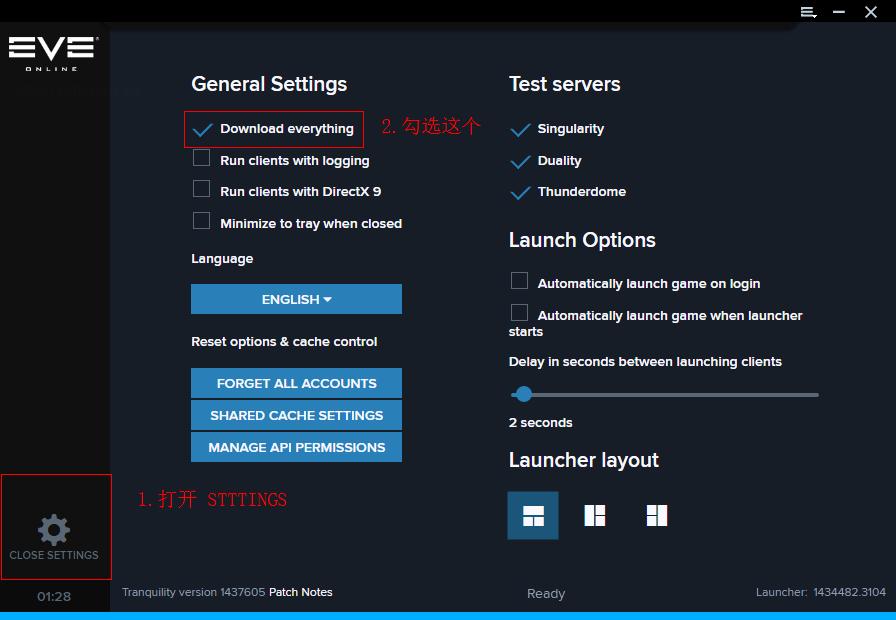 EVE
ONLINE
General Settings
Download everything
2.勾选这个
Run clients with logging
Run clients with DirectX 9
Minimize to tray when closed
Language
ENGLISH
Reset options & cache control
FORGET ALL ACCOUNTS
SHARED CACHE SETTINGS
MANAGE API PERMISSIONS
Test servers
Singularity
Duality
Thunderdome
Launch Options
Automatically launch game on login
Automatically launch game when launcher
starts
Delay in seconds between launching clients
2 seconds
Launcher layout
1.打开 STTTINGS
CLOSE SETTINGS
01:28
Tranquility version 1437605 Patch Notes
Ready
Launcher: 1434482.3104